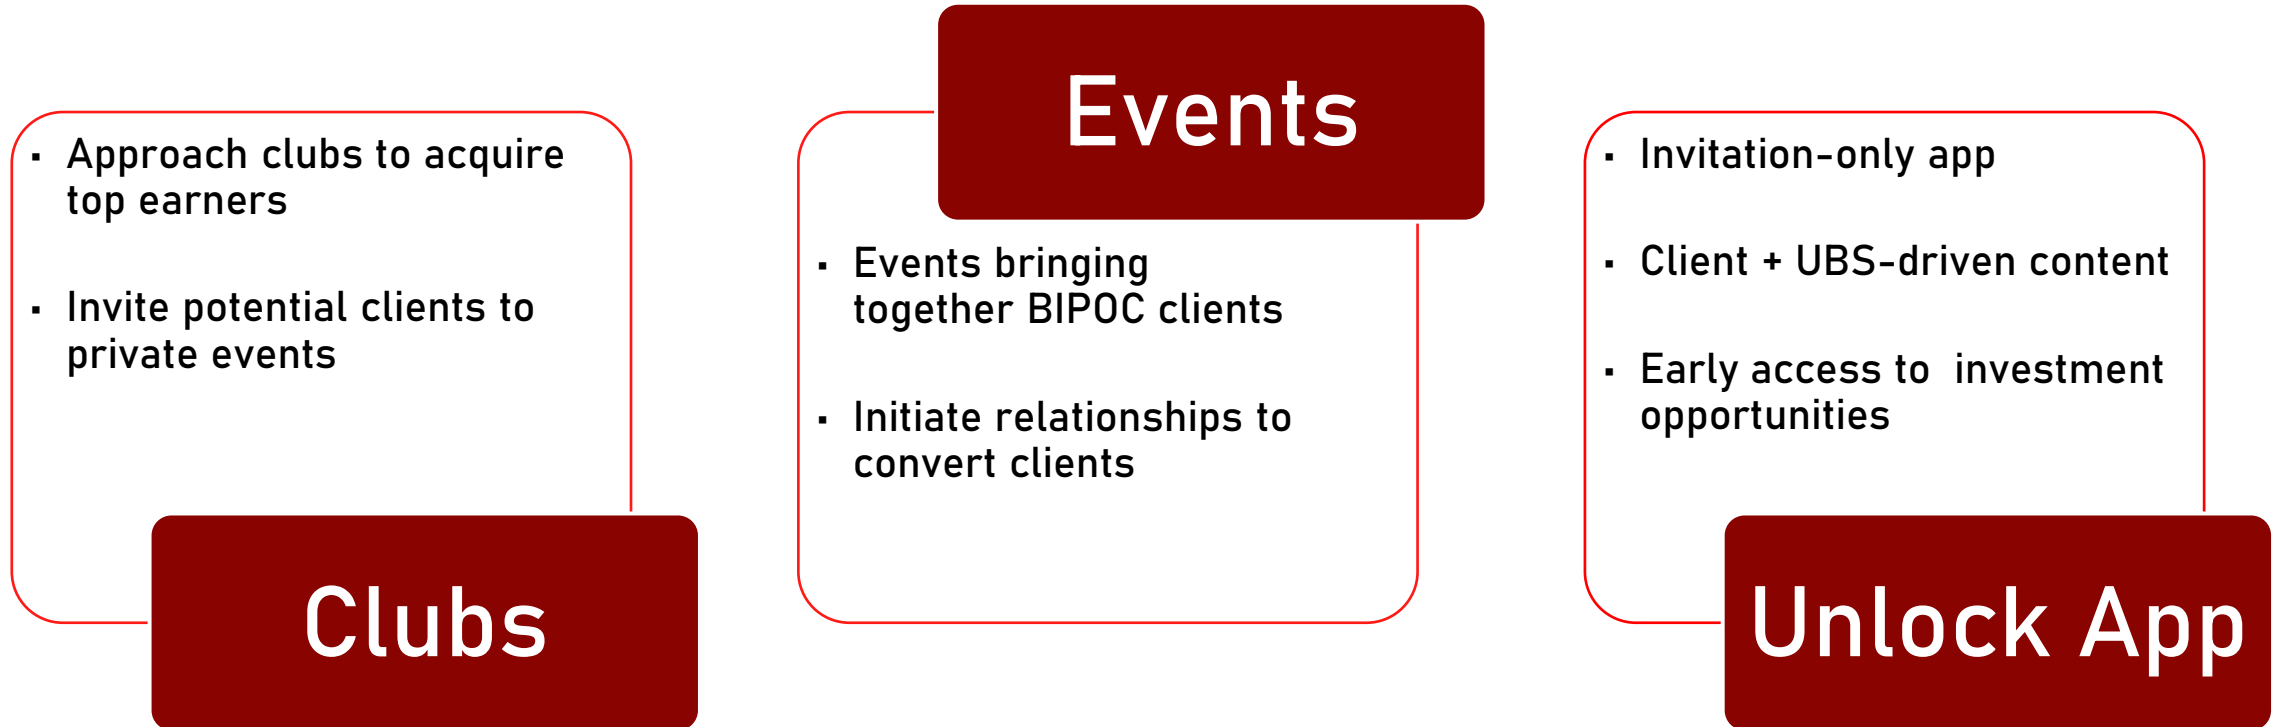 ▪ Approach clubs to acquire
top earners
▪ Invite potential clients to
private events
Clubs
Events
▪ Events bringing
together BIPOC clients
▪ Initiate relationships to
convert clients
▪ Invitation-only app
▪ Client + UBS-driven content
▪ Early access to  investment
opportunities
Unlock App